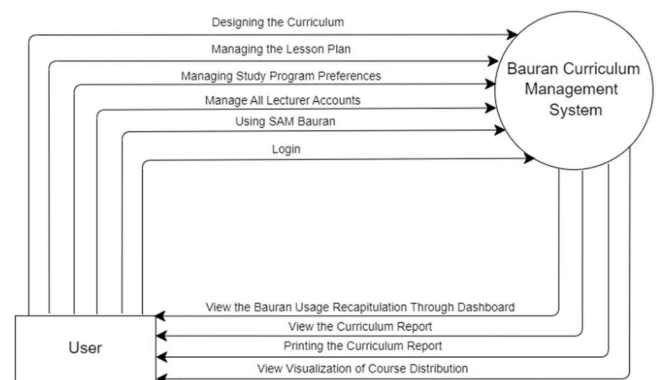 Designing the Curriculum
Managing the Lesson Plan
Managing Study Program Preferences
Manage All Lecturer Accounts
Using SAM Bauran
Login
Bauran Curriculum
Management
System
View the Bauran Usage Recapitulation Through Dashboard
View the Curriculum Report
Printing the Curriculum Report
View Visualization of Course Distribution
User